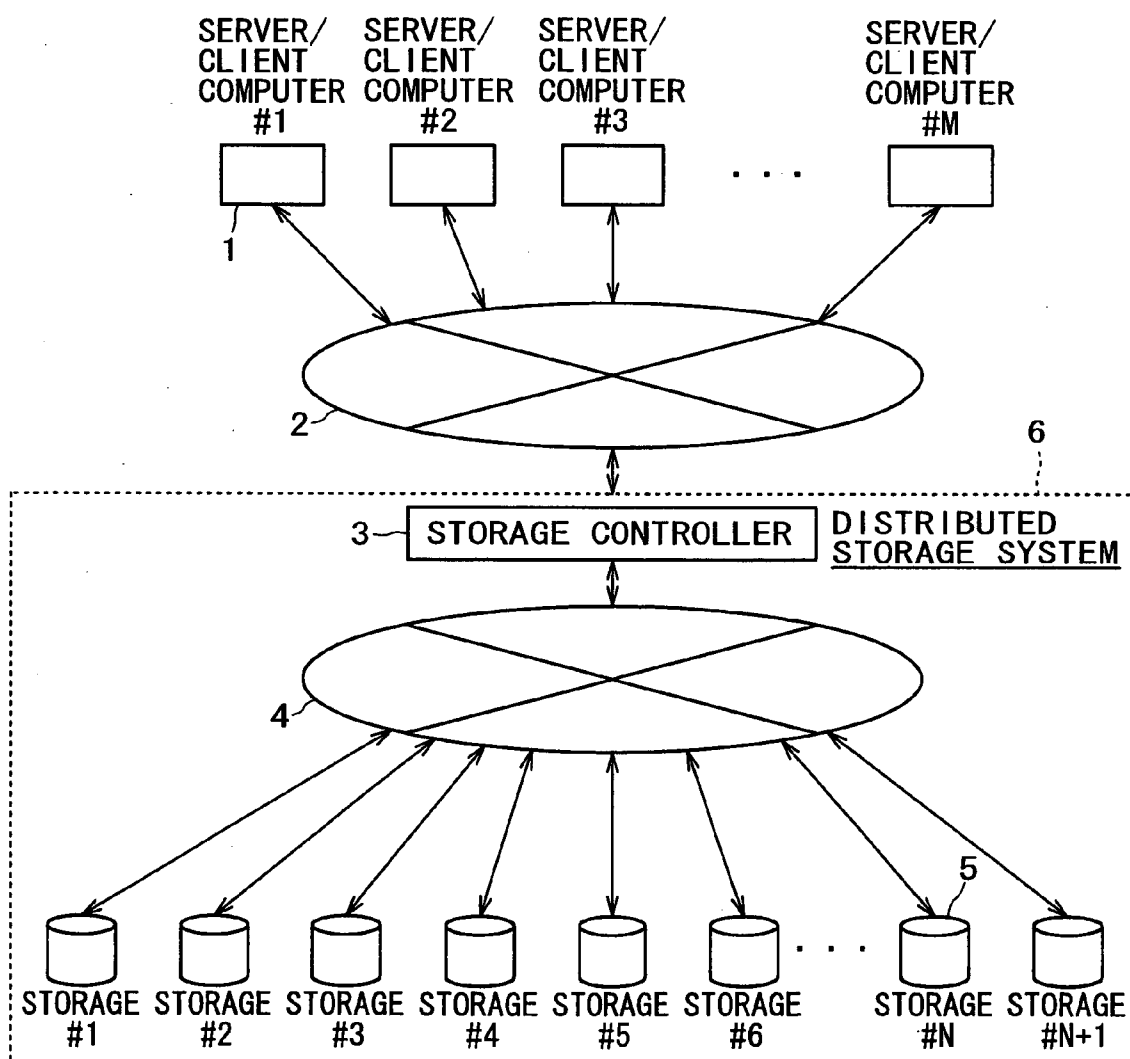 SERVER/
CLIENT
COMPUTER
#1
SERVER/
CLIENT
COMPUTER
#2
SERVER/
CLIENT
COMPUTER
#3
SERVER/
CLIENT
COMPUTER
#M
. . .
1
2
6
3
STORAGE CONTROLLER
DISTRIBUTED
STORAGE SYSTEM
4
5
. . .
STORAGE
#1
STORAGE
#2
STORAGE
#3
STORAGE
#4
STORAGE
#5
STORAGE
#6
STORAGE
#N
STORAGE
#N+1